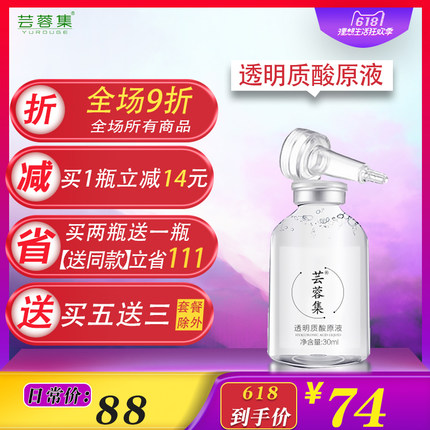 芸蓉集®
YUROUGE
618
理想生活狂欢季
透明质酸原液
折
全场9折
全场所有商品
减
买1瓶立减14元
省
买两瓶送一瓶
【送同款】立省111
送
买五送三
套餐
除外
芸蓉集®
透明质酸原液
净含量:30ml
日常价:
88
618
到手价
¥74